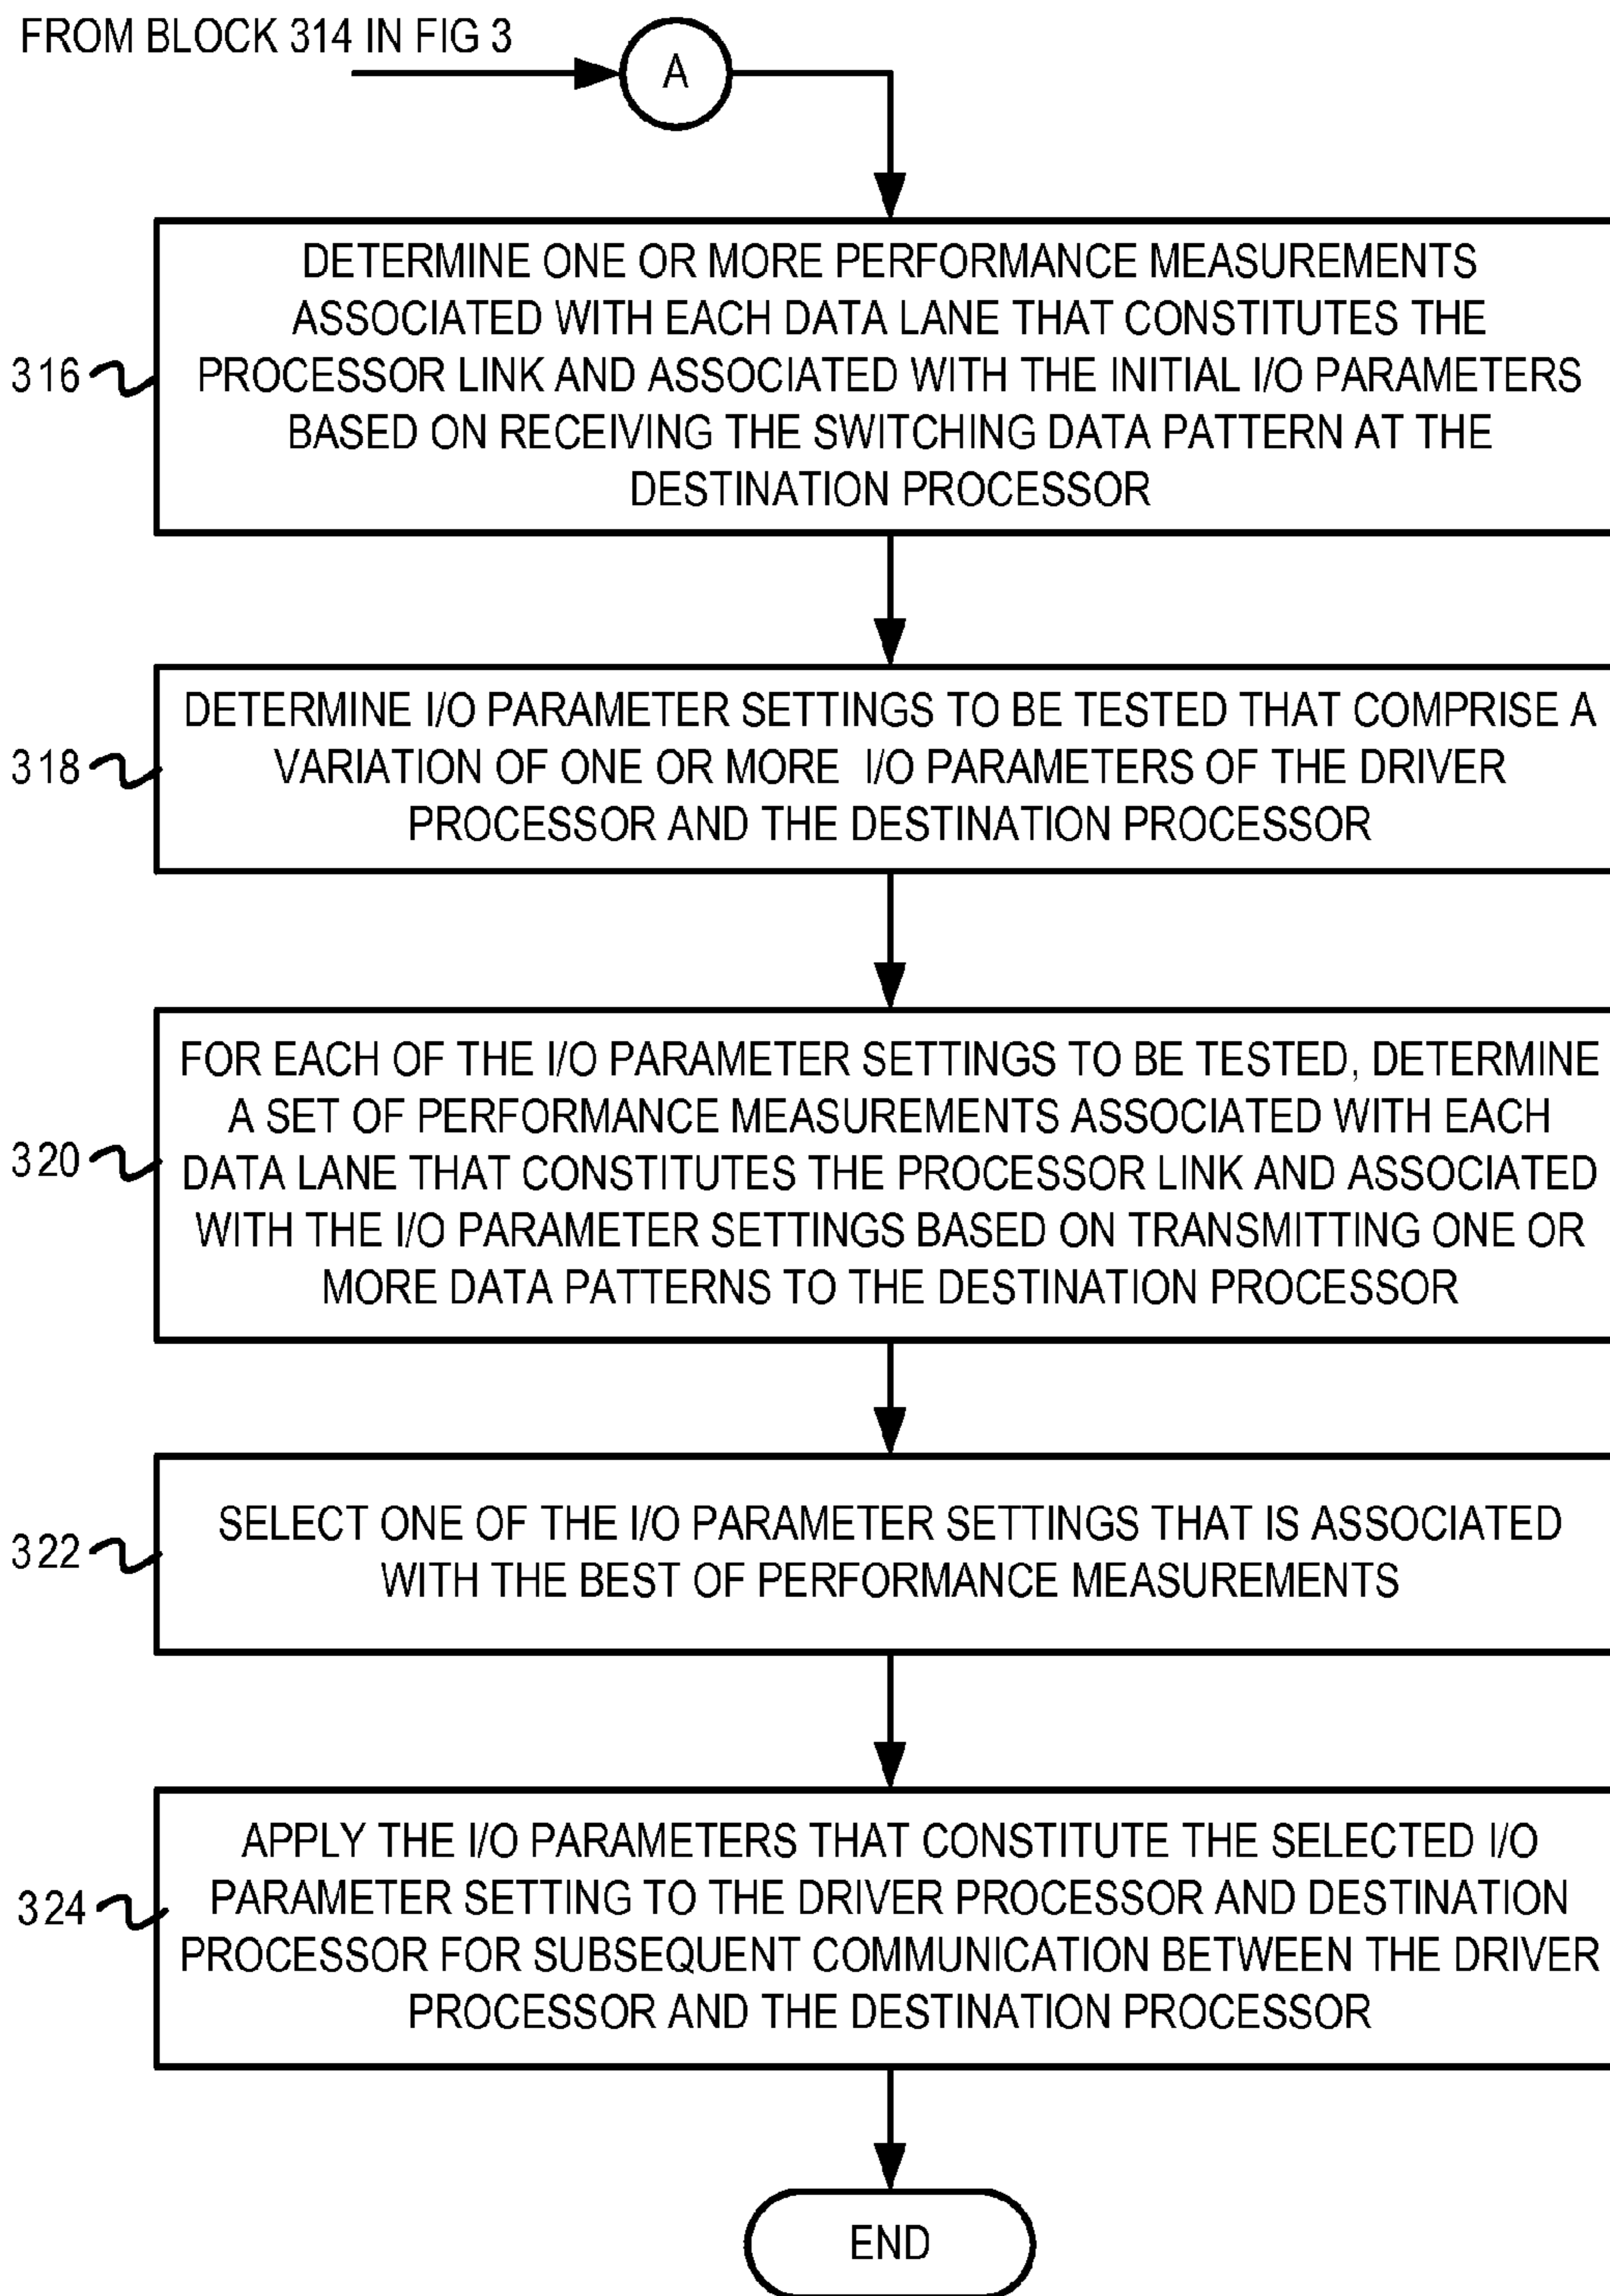 FROM BLOCK 314 IN FIG 3
A
DETERMINE ONE OR MORE PERFORMANCE MEASUREMENTS
ASSOCIATED WITH EACH DATA LANE THAT CONSTITUTES THE
316
PROCESSOR LINK AND ASSOCIATED WITH THE INITIAL I/O PARAMETERS
BASED ON RECEIVING THE SWITCHING DATA PATTERN AT THE
DESTINATION PROCESSOR
DETERMINE I/O PARAMETER SETTINGS TO BE TESTED THAT COMPRISE A
318
VARIATION OF ONE OR MORE I/O PARAMETERS OF THE DRIVER
PROCESSOR AND THE DESTINATION PROCESSOR
FOR EACH OF THE I/O PARAMETER SETTINGS TO BE TESTED, DETERMINE
A SET OF PERFORMANCE MEASUREMENTS ASSOCIATED WITH EACH
320
DATA LANE THAT CONSTITUTES THE PROCESSOR LINK AND ASSOCIATED
WITH THE I/O PARAMETER SETTINGS BASED ON TRANSMITTING ONE OR
MORE DATA PATTERNS TO THE DESTINATION PROCESSOR
322
SELECT ONE OF THE I/O PARAMETER SETTINGS THAT IS ASSOCIATED
WITH THE BEST OF PERFORMANCE MEASUREMENTS
APPLY THE I/O PARAMETERS THAT CONSTITUTE THE SELECTED I/O
324
PARAMETER SETTING TO THE DRIVER PROCESSOR AND DESTINATION
PROCESSOR FOR SUBSEQUENT COMMUNICATION BETWEEN THE DRIVER
PROCESSOR AND THE DESTINATION PROCESSOR
END